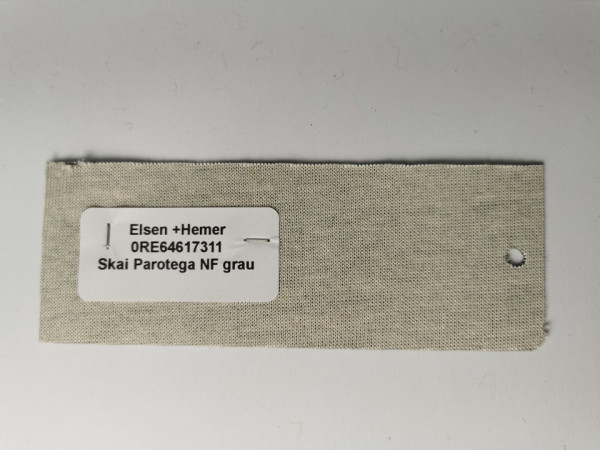 Elsen +Hemer
0RE64617311
Skai Parotega NF grau